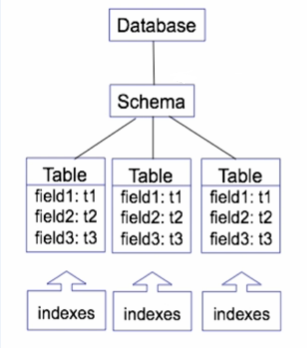 Database
Schema
Table
field1: t1
field2: t2
field3: t3
Table
field1: t1
field2: t2
field3: t3
Table
field1: t1
field2: t2
field3: t3
indexes
indexes
indexes